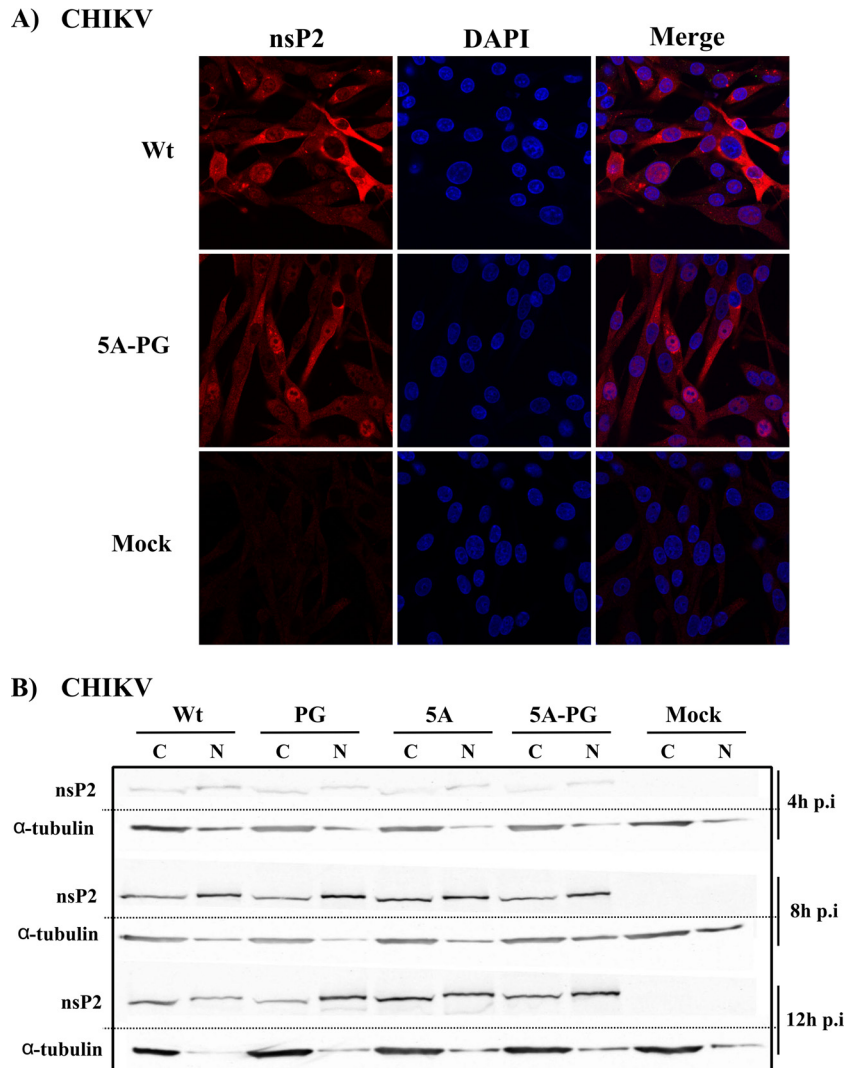 A) CHIKV
nsP2 DAPI Merge
Wt
5A-PG
Mock
B) CHIKV
Wt PG 5A 5A-PG Mock
C N C N C N C N C N
nsP2
4h p.i
α-tubulin
nsP2
8h p.i
α-tubulin
nsP2
12h p.i
α-tubulin